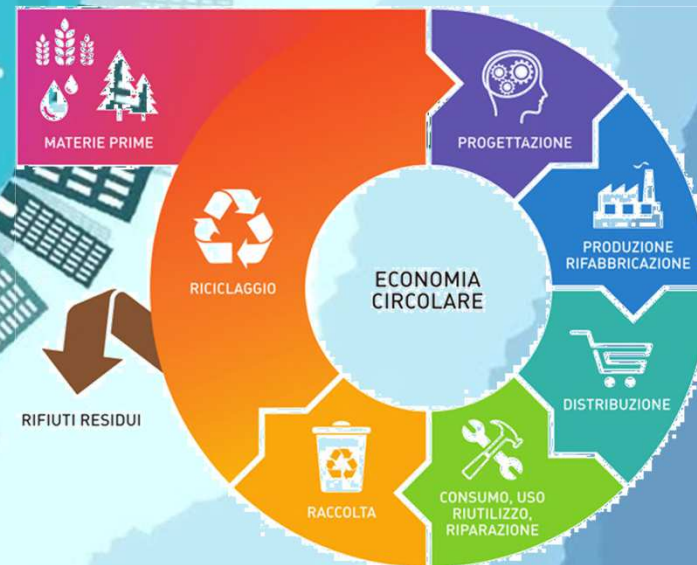 MATERIE PRIME
PROGETTAZIONE
PRODUZIONE
RIFABBRICAZIONE
RICICLAGGIO
ECONOMIA
CIRCOLARE
DISTRIBUZIONE
RIFIUTI RESIDUI
CONSUMO, USO
RIUTILIZZO,
RIPARAZIONE
RACCOLTA